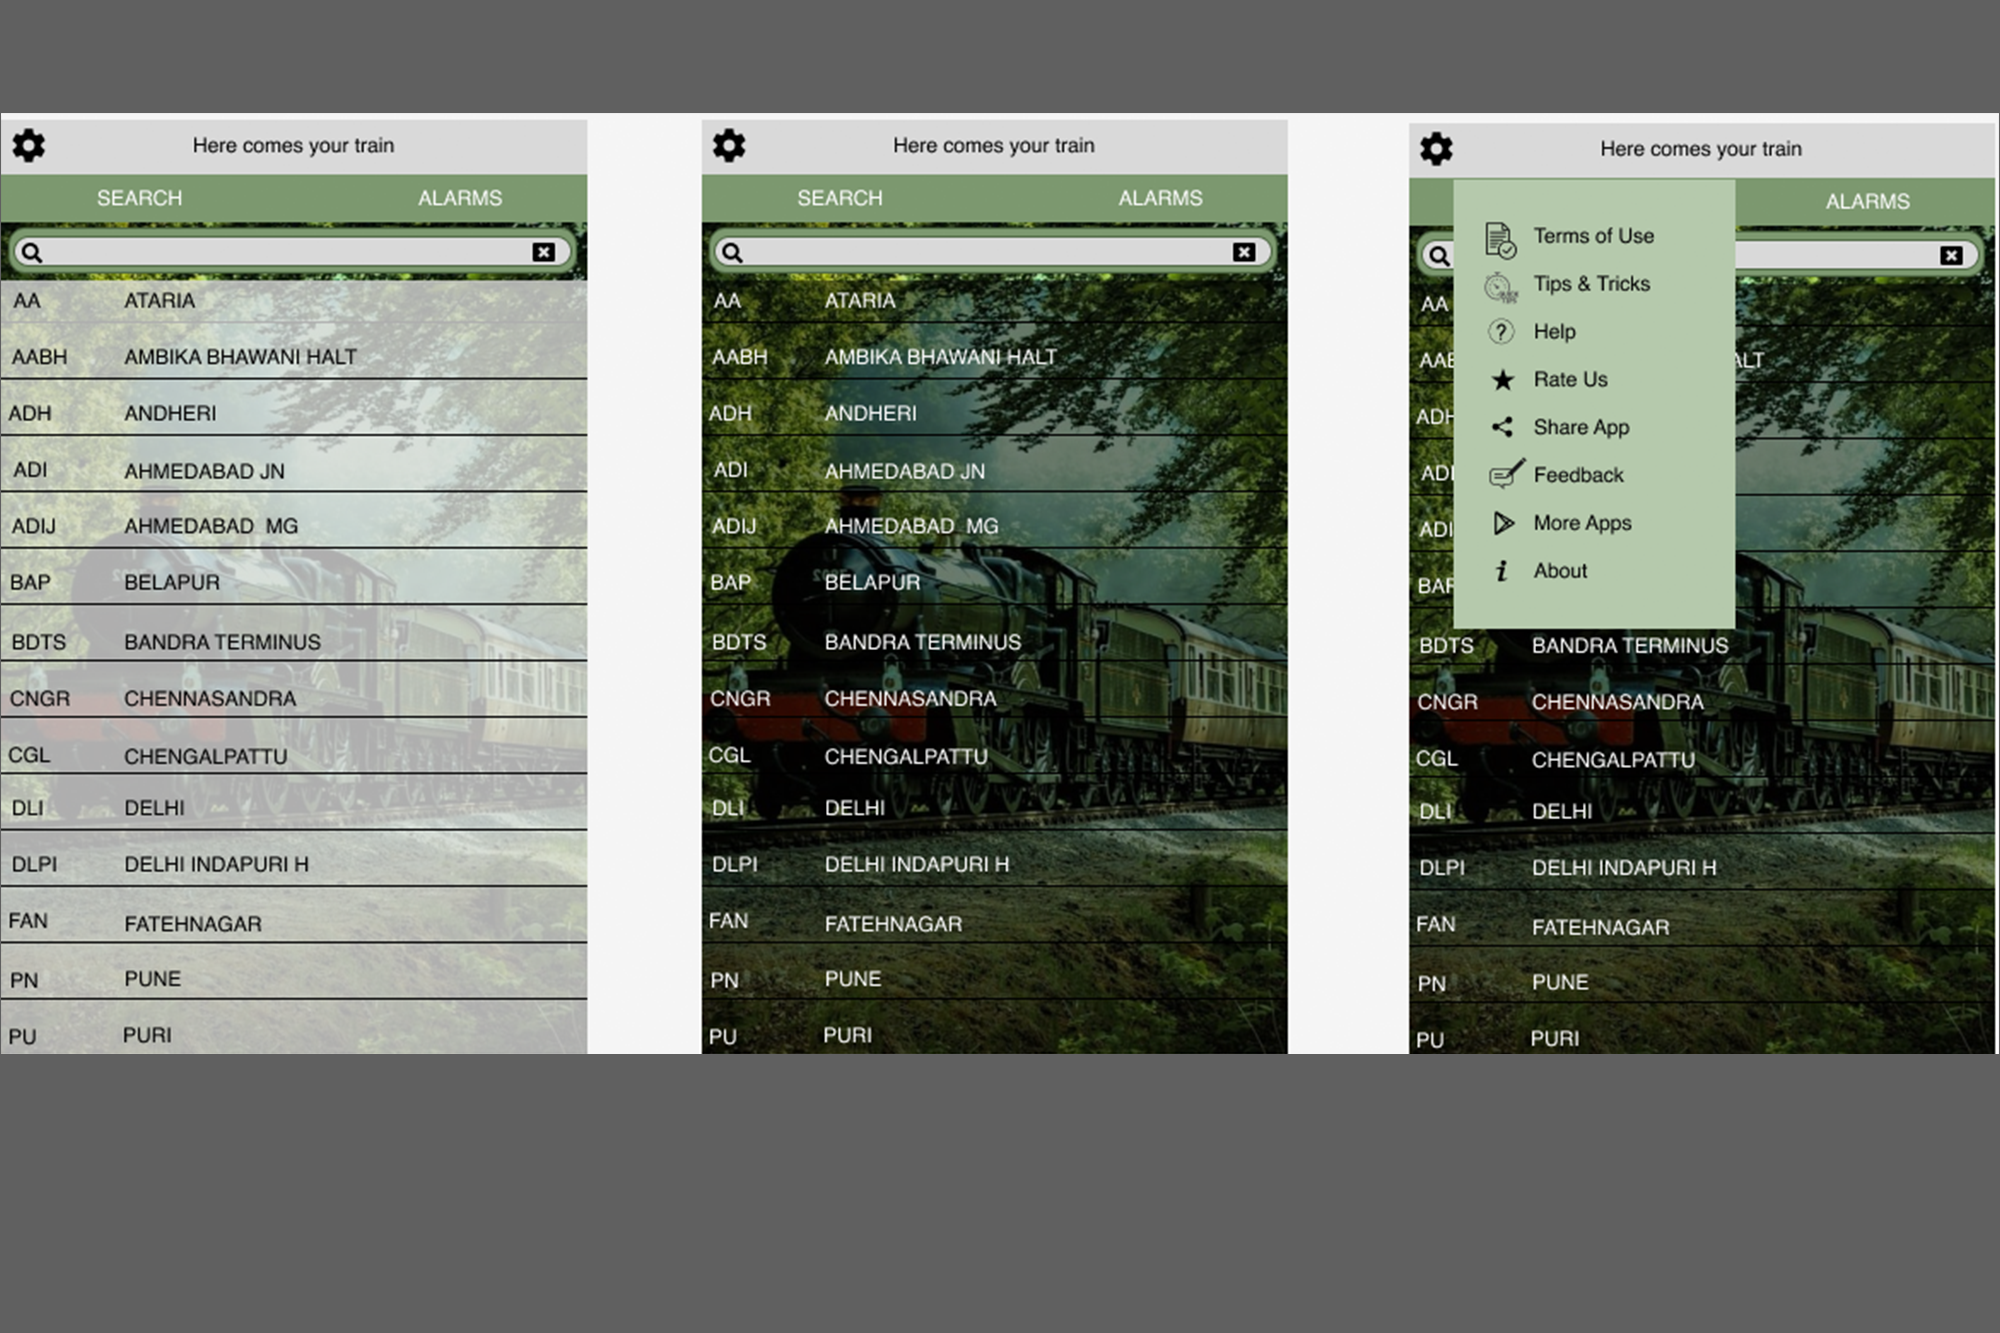 Here comes your train
SEARCH ALARMS
AA ATARIA
AABH AMBIKA BHAWANI HALT
ADH ANDHERI
ADI AHMEDABAD JN
ADIJ AHMEDABAD MG
BAP BELAPUR
BDTS BANDRA TERMINUS
CNGR CHENNASANDRA
CGL CHENGALPATTU
DLI DELHI
DLPI DELHI INDAPURI H
FAN FATEHNAGAR
PN PUNE
PU PURI
Here comes your train
SEARCH ALARMS
AA ATARIA
AABH AMBIKA BHAWANI HALT
ADH ANDHERI
ADI AHMEDABAD JN
ADIJ AHMEDABAD MG
BAP BELAPUR
BDTS BANDRA TERMINUS
CNGR CHENNASANDRA
CGL CHENGALPATTU
DLI DELHI
DLPI DELHI INDAPURI H
FAN FATEHNAGAR
PN PUNE
PU PURI
Here comes your train
ALARMS
Terms of Use
Tips & Tricks
Help
Rate Us
Share App
Feedback
More Apps
About
AA
ADH
ADI
BDTS BANDRA TERMINUS
CNGR CHENNASANDRA
CGL CHENGALPATTU
DLI DELHI
DLPI DELHI INDAPURI H
FAN FATEHNAGAR
PN PUNE
PU PURI